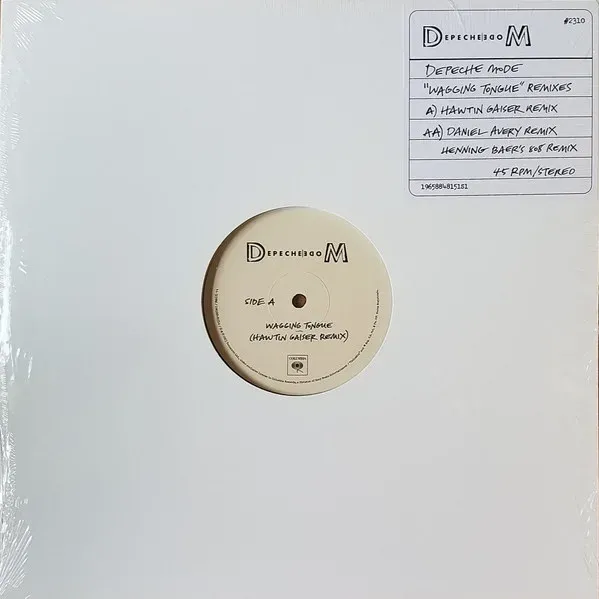 #2310
DEPECHE MODE
DEPECHE MODE
"WAGGING TONGUE" REMIXES
A) HAWTIN GAISER REMIX
AA) DANIEL AVERY REMIX
HENNING BAER'S 808 REMIX
45 RPM/STEREO
DEPECHE MODE
SIDE A
WAGGING TONGUE
(HAWTIN GAISER REMIX)
COLUMBIA